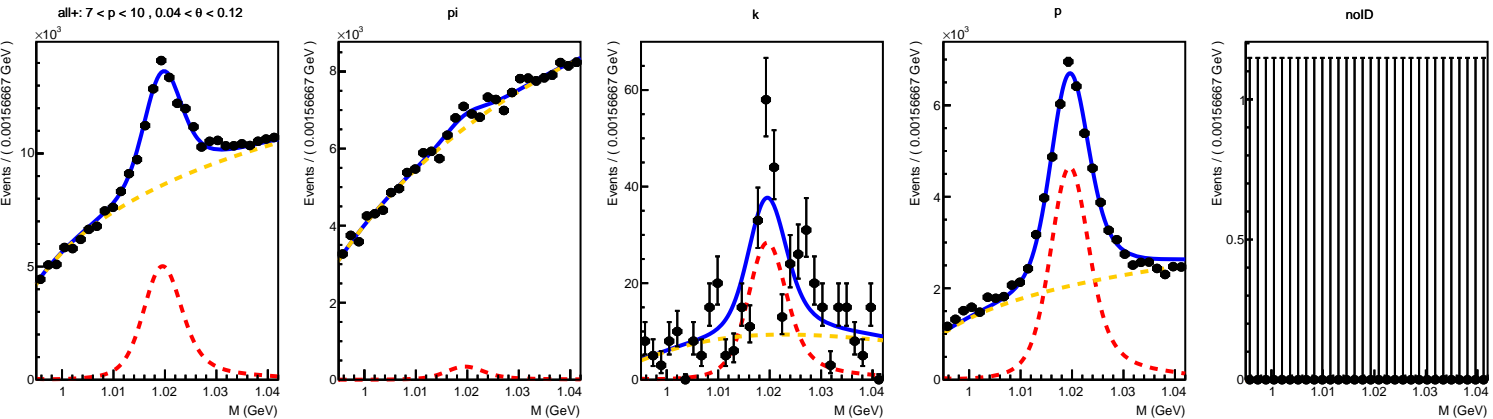 all+: 7 < p < 10 , 0.04 < θ < 0.12
×10³
Events / ( 0.00156667 GeV )
10
5
0
1 1.01 1.02 1.03 1.04
M (GeV)
pi
×10³
Events / ( 0.00156667 GeV )
8
6
4
2
0
1 1.01 1.02 1.03 1.04
M (GeV)
k
Events / ( 0.00156667 GeV )
60
40
20
0
1 1.01 1.02 1.03 1.04
M (GeV)
p
×10³
Events / ( 0.00156667 GeV )
6
4
2
0
1 1.01 1.02 1.03 1.04
M (GeV)
noID
Events / ( 0.00156667 GeV )
1
0.5
0
1 1.01 1.02 1.03 1.04
M (GeV)